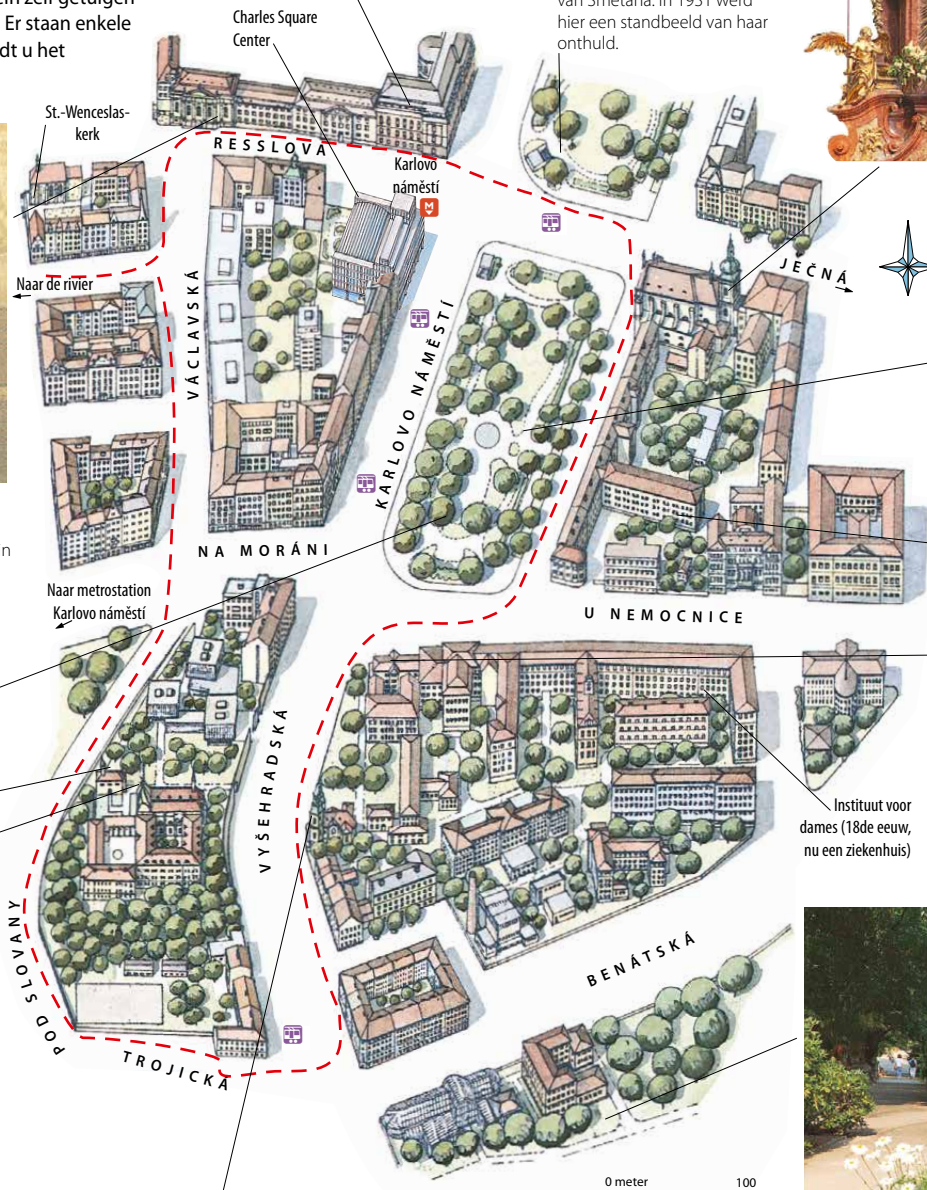 ein zelf getuigen
Er staan enkele
dt u het
Charles Square
Center
van Smetana. In 1951 werd
hier een standbeeld van haar
onthuld.
St.-Wenceslas-
kerk
RESSLOVA
Karlovo
náměstí
M
JEČNÁ
Naar de rivier
VÁCLAVSKÁ
KARLOVO NÁMĚSTÍ
NA MORÁNI
n
Naar metrostation
Karlovo náměstí
U NEMOCNICE
VYŠEHRADSKÁ
Instituut voor
dames (18de eeuw,
nu een ziekenhuis)
POD SLOVANY
BENÁTSKÁ
TROJICKÁ
0 meter 100